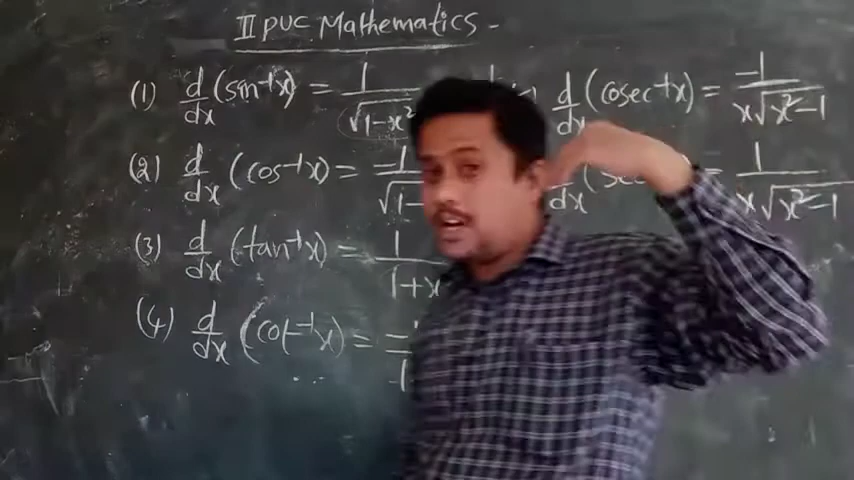 II PUC Mathematics -
(1) d/dx (sin⁻¹x) = 1/√(1-x²
d/dx (cosec⁻¹x) = -1/x√(x²-1)
(2) d/dx (cos⁻¹x) = -1/√(1-
dx = 1/x√(x²-1)
(3) d/dx (tan⁻¹x) = 1/1+x
(4) d/dx (cot⁻¹x) =